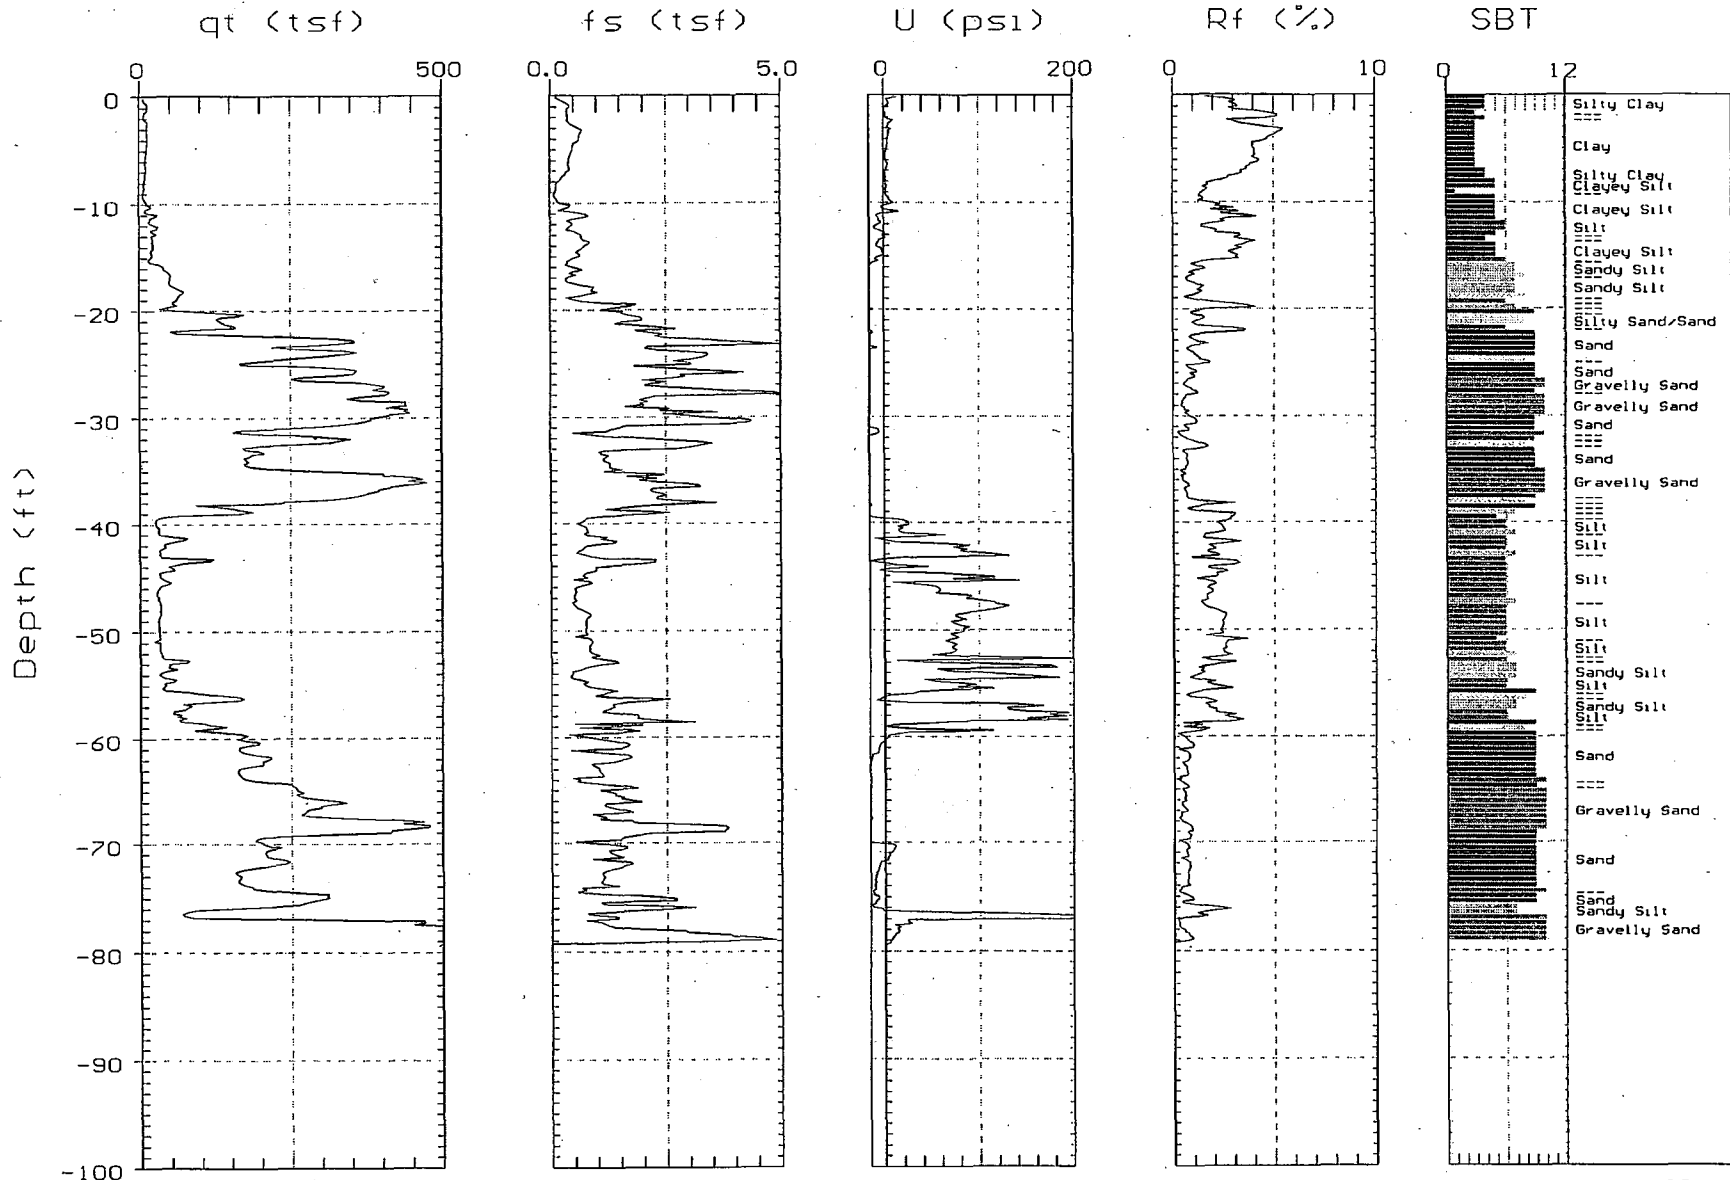 qt (tsf) fs (tsf) U (psi) Rf (%) SBT
0 500 0.0 5.0 0 200 0 10 0 12
0
-10
-20
-30
-40
-50
-60
-70
-80
-90
-100
Depth (ft)
Silty Clay
---
Clay
Silty Clay
Clayey Silt
---
Clayey Silt
Silt
---
Clayey Silt
---
Sandy Silt
---
Sandy Silt
---
---
Silty Sand/Sand
---
Sand
---
Sand
Gravelly Sand
---
Gravelly Sand
Sand
---
---
Sand
Gravelly Sand
---
---
---
Silt
---
Silt
---
Silt
---
Silt
---
Silt
---
Sandy Silt
Silt
---
Sandy Silt
Silt
---
Sand
---
Gravelly Sand
Sand
---
Sand
Sandy Silt
Gravelly Sand